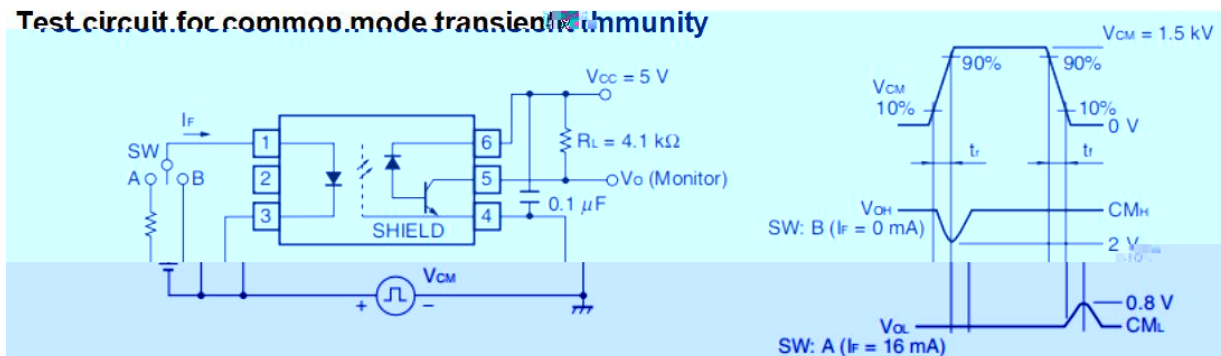 Test circuit for common mode transient immunity
VCM = 1.5 kV
90% 90%
VCM
10% 10%
0 V
tr tf
VCC = 5 V
IF
SW
A B
1 6
2 5
3 4
RL = 4.1 kΩ
VO (Monitor)
0.1 μF
SHIELD
VCM
+ −
VOH CMH
SW: B (IF = 0 mA)
2 V
0.8 V
VOL CML
SW: A (IF = 16 mA)